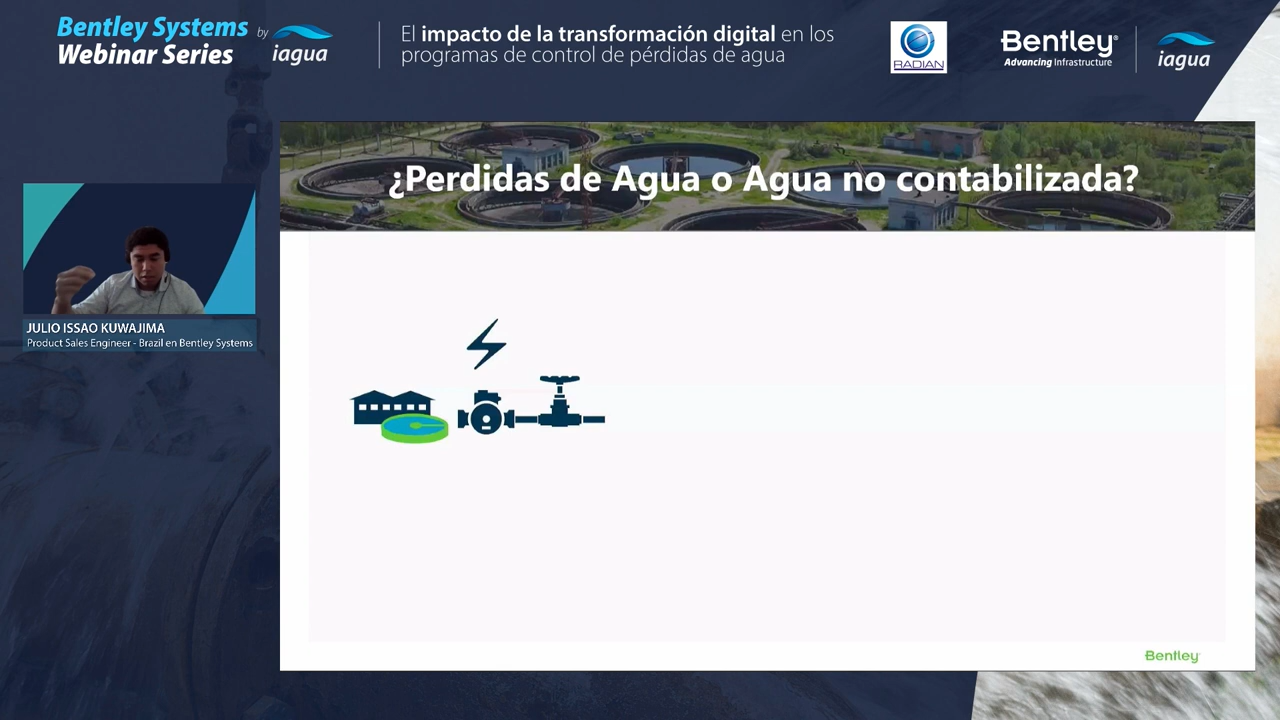 Bentley Systems by iagua
Webinar Series
El impacto de la transformación digital en los
programas de control de pérdidas de agua
RADIAN
Bentley®
Advancing Infrastructure
iagua
¿Perdidas de Agua o Agua no contabilizada?
JULIO ISSAO KUWAJIMA
Product Sales Engineer - Brazil en Bentley Systems
Bentley